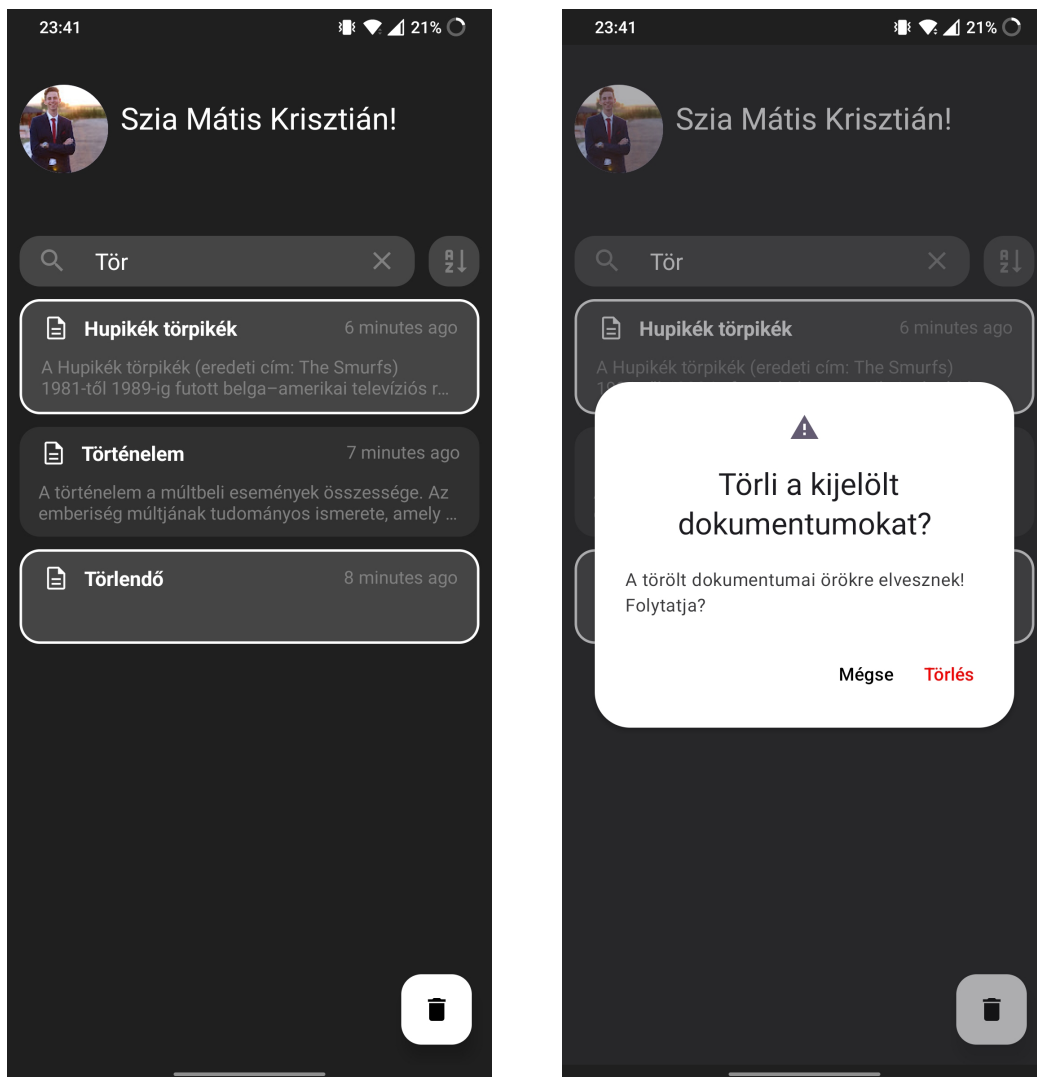 23:41
21%
Szia Mátis Krisztián!
Tör
A
Z
Hupikék törpikék
6 minutes ago
A Hupikék törpikék (eredeti cím: The Smurfs)
1981-től 1989-ig futott belga–amerikai televíziós r...
Történelem
7 minutes ago
A történelem a múltbeli események összessége. Az
emberiség múltjának tudományos ismerete, amely ...
Törlendő
8 minutes ago
23:41
21%
Szia Mátis Krisztián!
Tör
A
Z
Hupikék törpikék
6 minutes ago
A Hupikék törpikék (eredeti cím: The Smurfs)
Törli a kijelölt
dokumentumokat?
A törölt dokumentumai örökre elvesznek!
Folytatja?
Mégse
Törlés